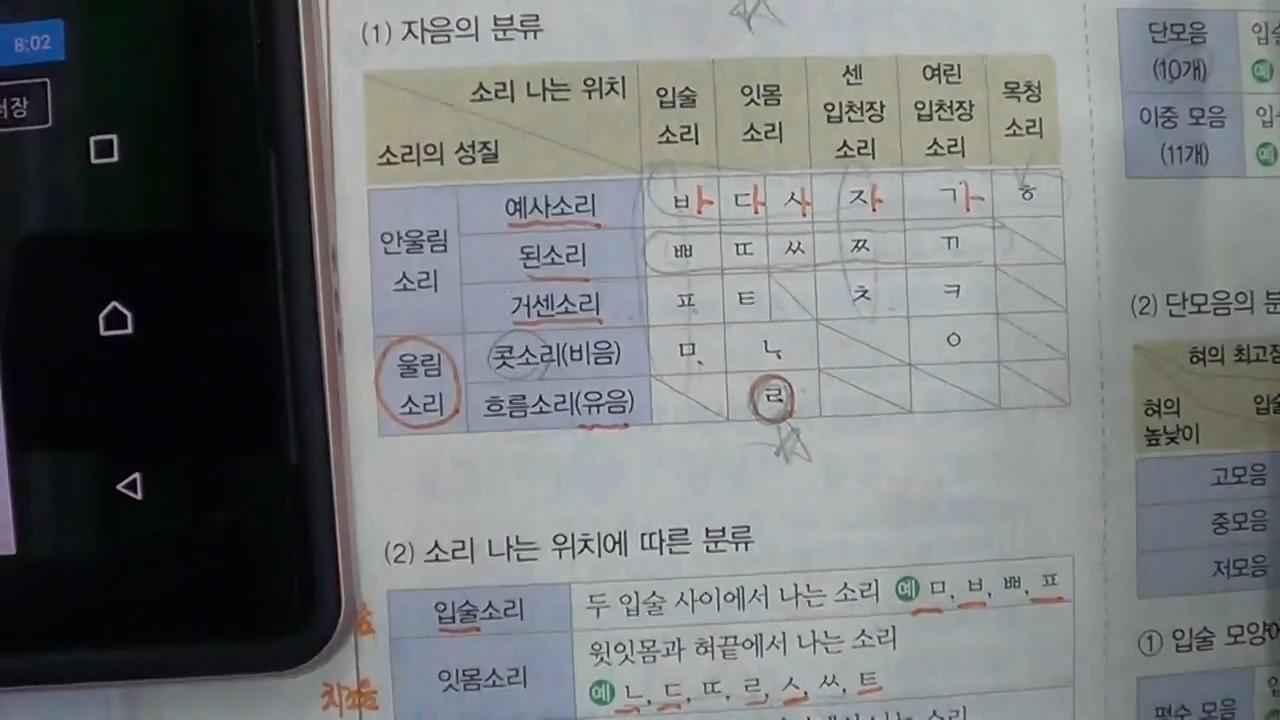 8:02
(1) 자음의 분류
소리 나는 위치
소리의 성질
입술 소리
잇몸 소리
센 입천장 소리
여린 입천장 소리
목청 소리
안울림 소리
예사소리 ㅂㅏ ㄷㅏ ㅅㅏ ㅈㅏ ㄱㅏ ㅎ
된소리 ㅃ ㄸ ㅆ ㅉ ㄲ
거센소리 ㅍ ㅌ ㅊ ㅋ
울림 소리
콧소리(비음) ㅁ ㄴ ㅇ
흐름소리(유음) ㄹ
(2) 소리 나는 위치에 따른 분류
입술소리 두 입술 사이에서 나는 소리 예 ㅁ, ㅂ, ㅃ, ㅍ
잇몸소리 윗잇몸과 혀끝에서 나는 소리
예 ㄴ, ㄷ, ㄸ, ㄹ, ㅅ, ㅆ, ㅌ
단모음
(10개)
예
이중 모음
(11개)
예
(2) 단모음의
혀의 최고점
혀의
높낮이
고모음
중모음
저모음
① 입술
평순 모음